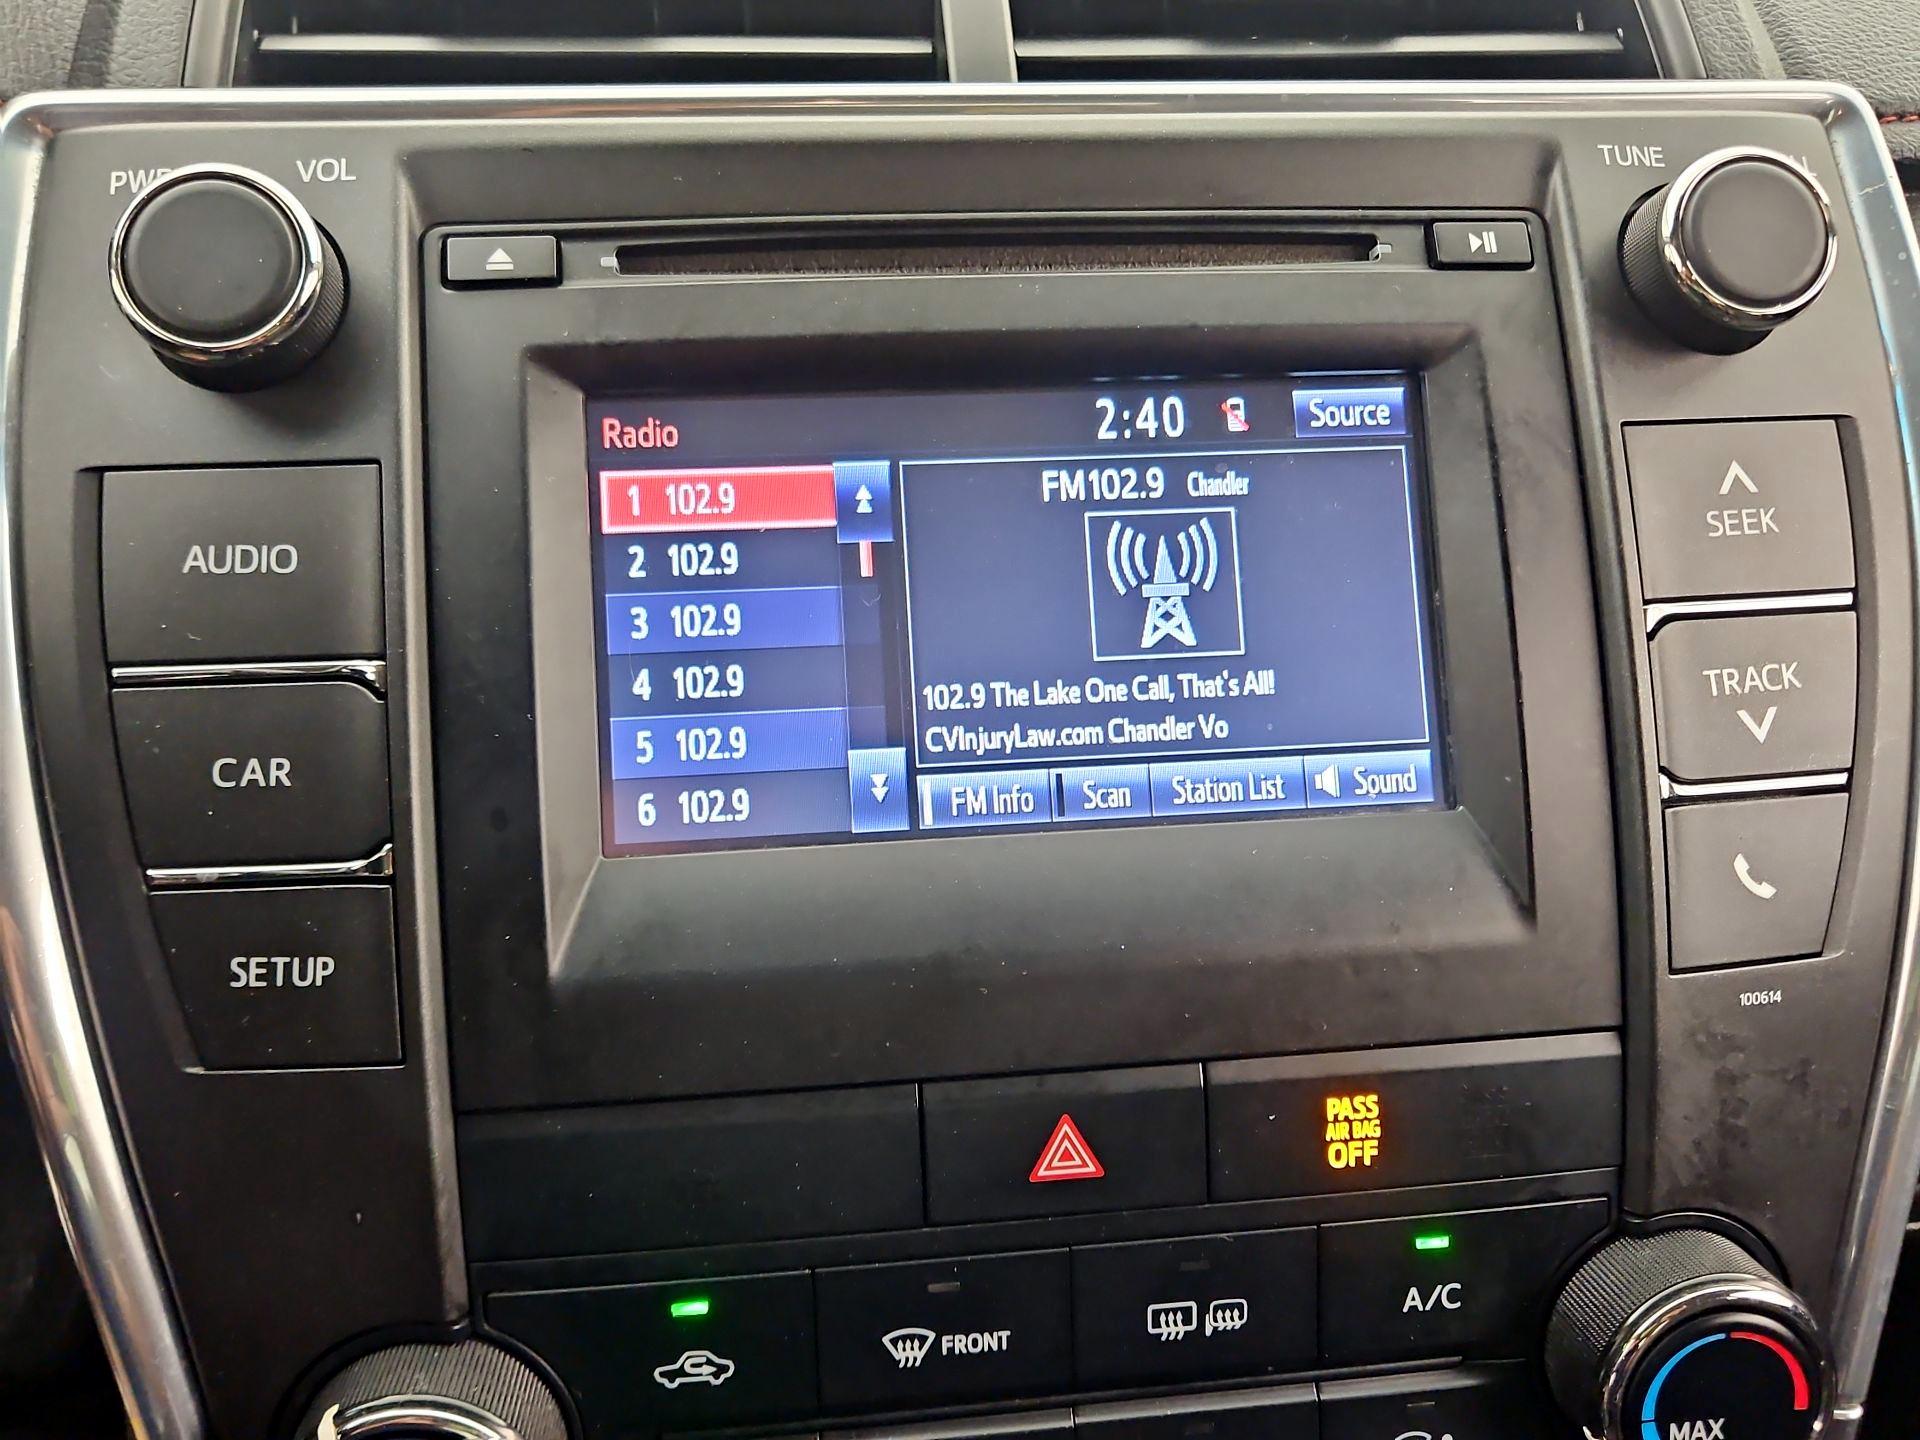 VOL
TUNE
Radio
2:40
Source
1 102.9
2 102.9
3 102.9
4 102.9
5 102.9
6 102.9
FM102.9 Chandler
102.9 The Lake One Call, That's All!
CVInjuryLaw.com Chandler Vo
FM Info
Scan
Station List
Sound
AUDIO
CAR
SETUP
SEEK
TRACK
100614
PASS
AIR BAG
OFF
FRONT
A/C
MAX